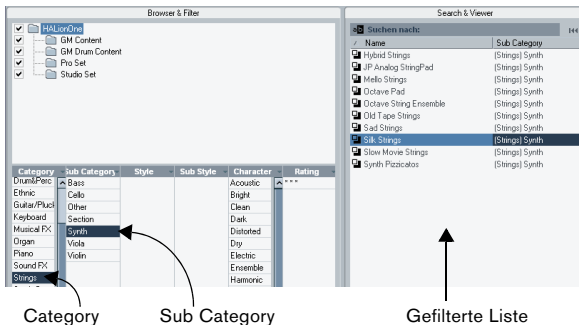 Browser & Filter
Search & Viewer
HALionOne
GM Content
GM Drum Content
Pro Set
Studio Set
Suchen nach:
Name Sub Category
Hybrid Strings (Strings) Synth
JP Analog StringPad (Strings) Synth
Mello Strings (Strings) Synth
Octave Pad (Strings) Synth
Octave String Ensemble (Strings) Synth
Old Tape Strings (Strings) Synth
Sad Strings (Strings) Synth
Silk Strings (Strings) Synth
Slow Movie Strings (Strings) Synth
Synth Pizzicatos (Strings) Synth
Category Sub Category Style Sub Style Character Rating
Drum&Perc Bass Acoustic ***
Ethnic Cello Bright
Guitar/Pluck Other Clean
Keyboard Section Dark
Musical FX Synth Distorted
Organ Viola Dry
Piano Violin Electric
Sound FX Ensemble
Strings Harmonic
Category Sub Category Gefilterte Liste